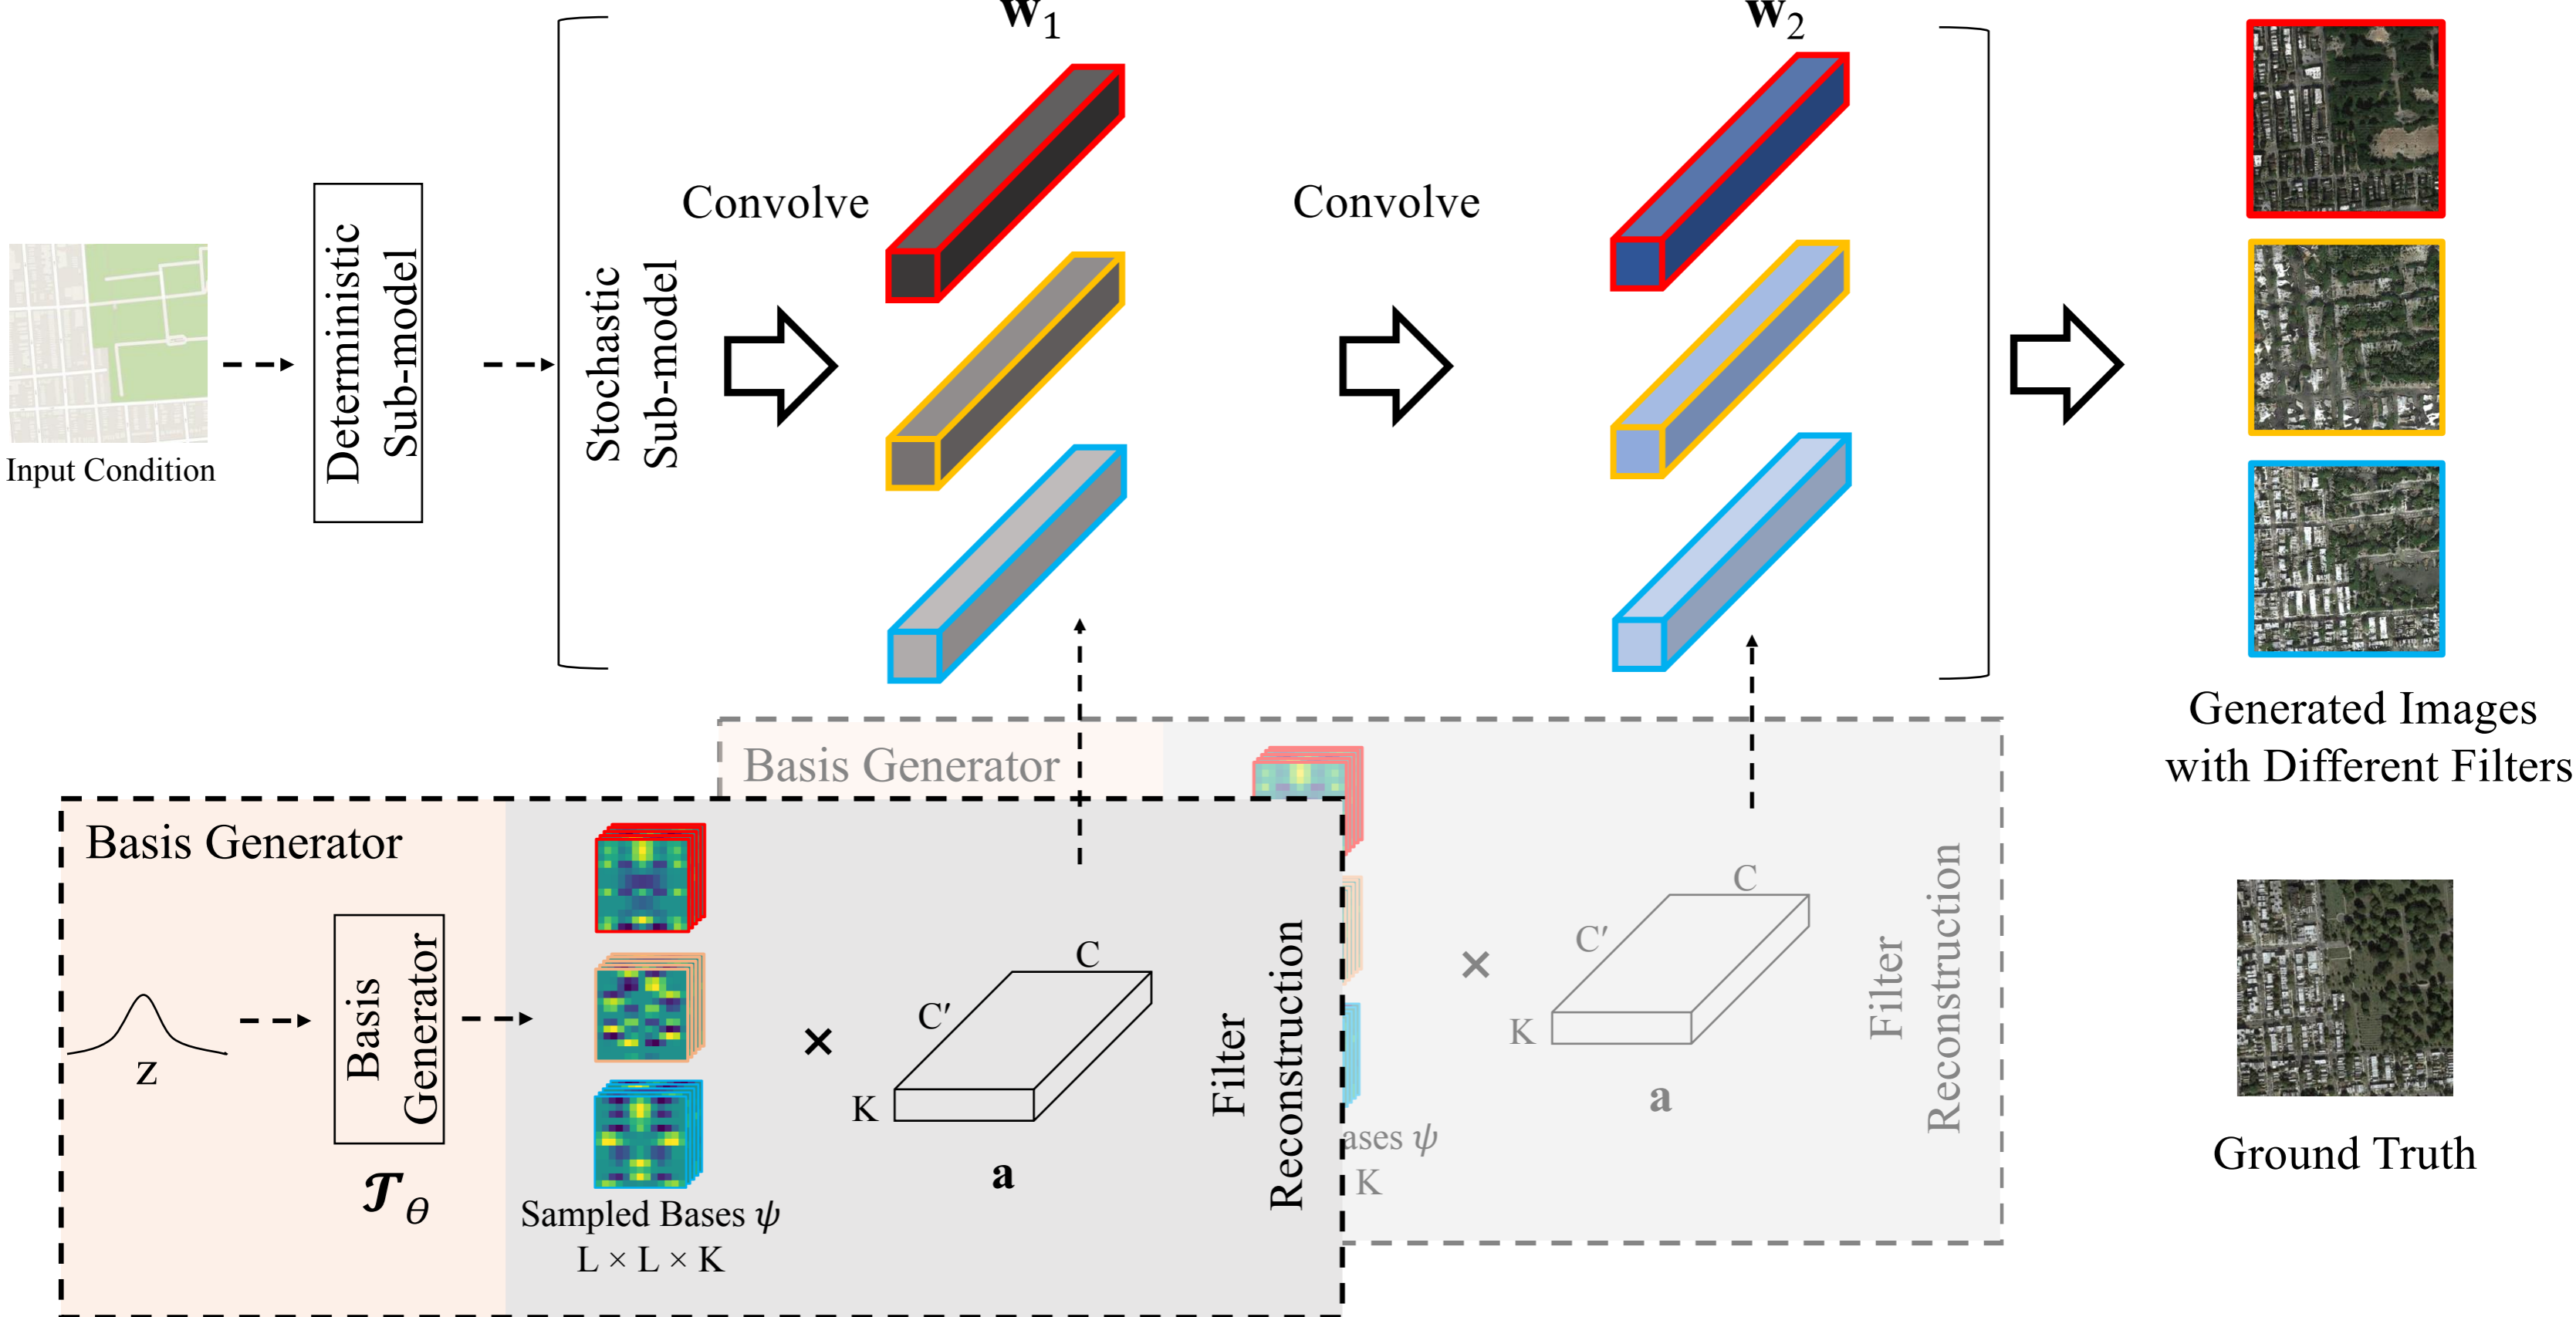 w₁
w₂
Convolve
Convolve
Deterministic
Sub-model
Stochastic
Sub-model
Input Condition
Generated Images
with Different Filters
Basis Generator
Basis Generator
Basis
Generator
z
𝒯θ
Sampled Bases ψ
L × L × K
×
C
C′
K
a
Filter
Reconstruction
ases ψ
K
×
C
C′
K
a
Filter
Reconstruction
Ground Truth